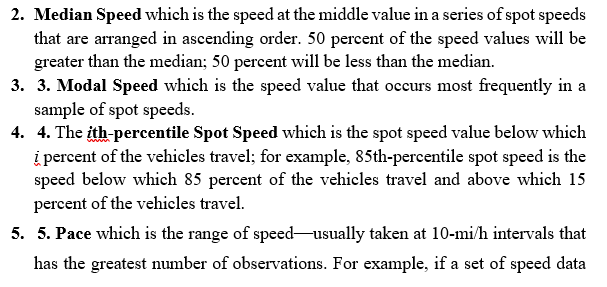 2. Median Speed which is the speed at the middle value in a series of spot speeds
that are arranged in ascending order. 50 percent of the speed values will be
greater than the median; 50 percent will be less than the median.
3. 3. Modal Speed which is the speed value that occurs most frequently in a
sample of spot speeds.
4. 4. The ith-percentile Spot Speed which is the spot speed value below which
i percent of the vehicles travel; for example, 85th-percentile spot speed is the
speed below which 85 percent of the vehicles travel and above which 15
percent of the vehicles travel.
5. 5. Pace which is the range of speed—usually taken at 10-mi/h intervals that
has the greatest number of observations. For example, if a set of speed data